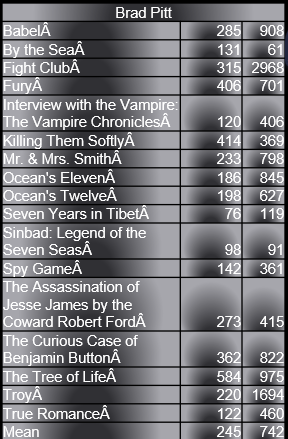 Brad Pitt
BabelÂ 285 908
By the SeaÂ 131 61
Fight ClubÂ 315 2968
FuryÂ 406 701
Interview with the Vampire:
The Vampire ChroniclesÂ 120 406
Killing Them SoftlyÂ 414 369
Mr. & Mrs. SmithÂ 233 798
Ocean's ElevenÂ 186 845
Ocean's TwelveÂ 198 627
Seven Years in TibetÂ 76 119
Sinbad: Legend of the
Seven SeasÂ 98 91
Spy GameÂ 142 361
The Assassination of
Jesse James by the
Coward Robert FordÂ 273 415
The Curious Case of
Benjamin ButtonÂ 362 822
The Tree of LifeÂ 584 975
TroyÂ 220 1694
True RomanceÂ 122 460
Mean 245 742